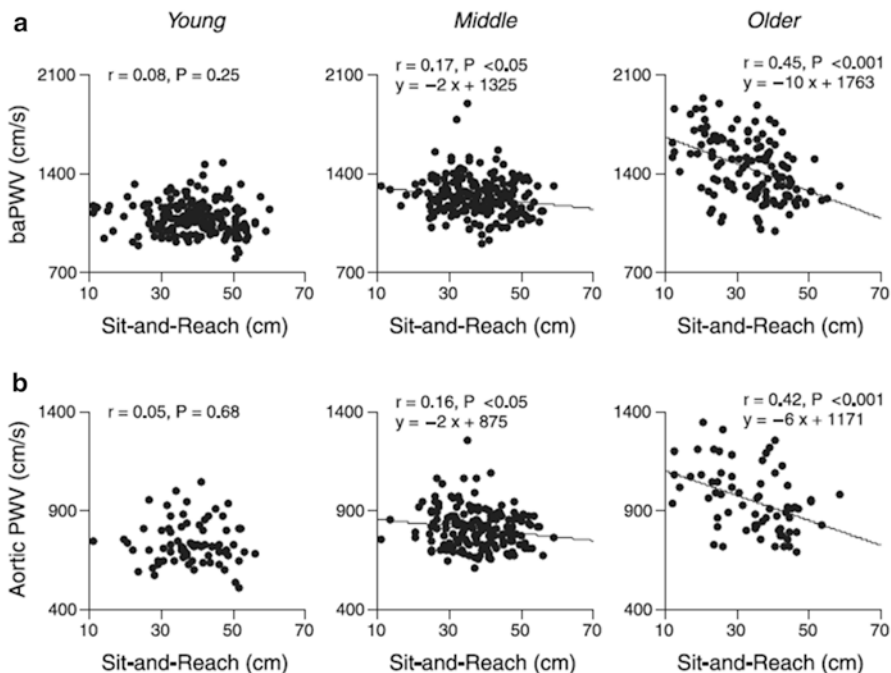 a
Young
Middle
Older
r = 0.08, P = 0.25
r = 0.17, P <0.05
y = −2 x + 1325
r = 0.45, P <0.001
y = −10 x + 1763
baPWV (cm/s)
2100
1400
700
10 30 50 70
Sit-and-Reach (cm)
2100
1400
700
10 30 50 70
Sit-and-Reach (cm)
2100
1400
700
10 30 50 70
Sit-and-Reach (cm)
b
r = 0.05, P = 0.68
r = 0.16, P <0.05
y = −2 x + 875
r = 0.42, P <0.001
y = −6 x + 1171
Aortic PWV (cm/s)
1400
900
400
10 30 50 70
Sit-and-Reach (cm)
1400
900
400
10 30 50 70
Sit-and-Reach (cm)
1400
900
400
10 30 50 70
Sit-and-Reach (cm)